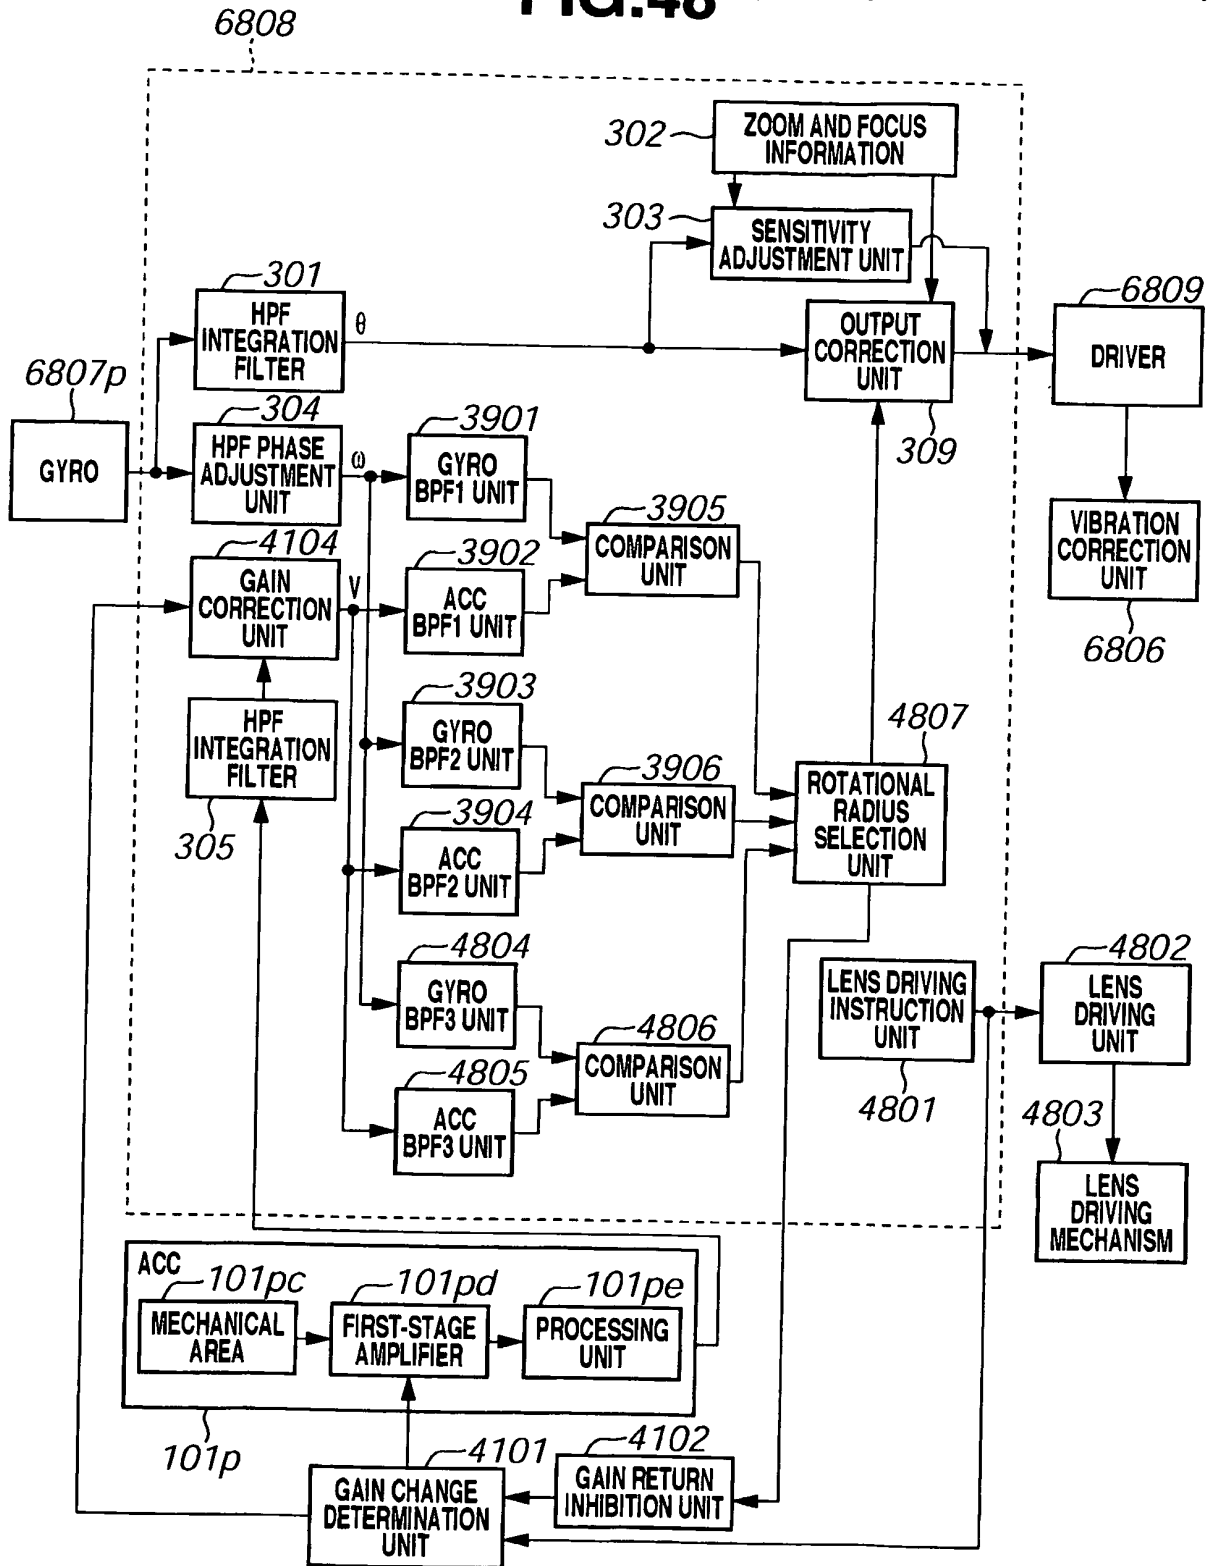 FIG.48
6808
302
ZOOM AND FOCUS
INFORMATION
303
SENSITIVITY
ADJUSTMENT UNIT
301
HPF
INTEGRATION
FILTER
θ
OUTPUT
CORRECTION
UNIT
309
6809
DRIVER
6807p
GYRO
304
HPF PHASE
ADJUSTMENT
UNIT
ω
3901
GYRO
BPF1 UNIT
3905
COMPARISON
UNIT
VIBRATION
CORRECTION
UNIT
6806
4104
GAIN
CORRECTION
UNIT
V
3902
ACC
BPF1 UNIT
HPF
INTEGRATION
FILTER
305
3903
GYRO
BPF2 UNIT
3906
COMPARISON
UNIT
4807
ROTATIONAL
RADIUS
SELECTION
UNIT
3904
ACC
BPF2 UNIT
4804
GYRO
BPF3 UNIT
4806
COMPARISON
UNIT
4805
ACC
BPF3 UNIT
LENS DRIVING
INSTRUCTION
UNIT
4801
4802
LENS
DRIVING
UNIT
4803
LENS
DRIVING
MECHANISM
ACC
101pc
MECHANICAL
AREA
101pd
FIRST-STAGE
AMPLIFIER
101pe
PROCESSING
UNIT
101p
4101
GAIN CHANGE
DETERMINATION
UNIT
4102
GAIN RETURN
INHIBITION UNIT